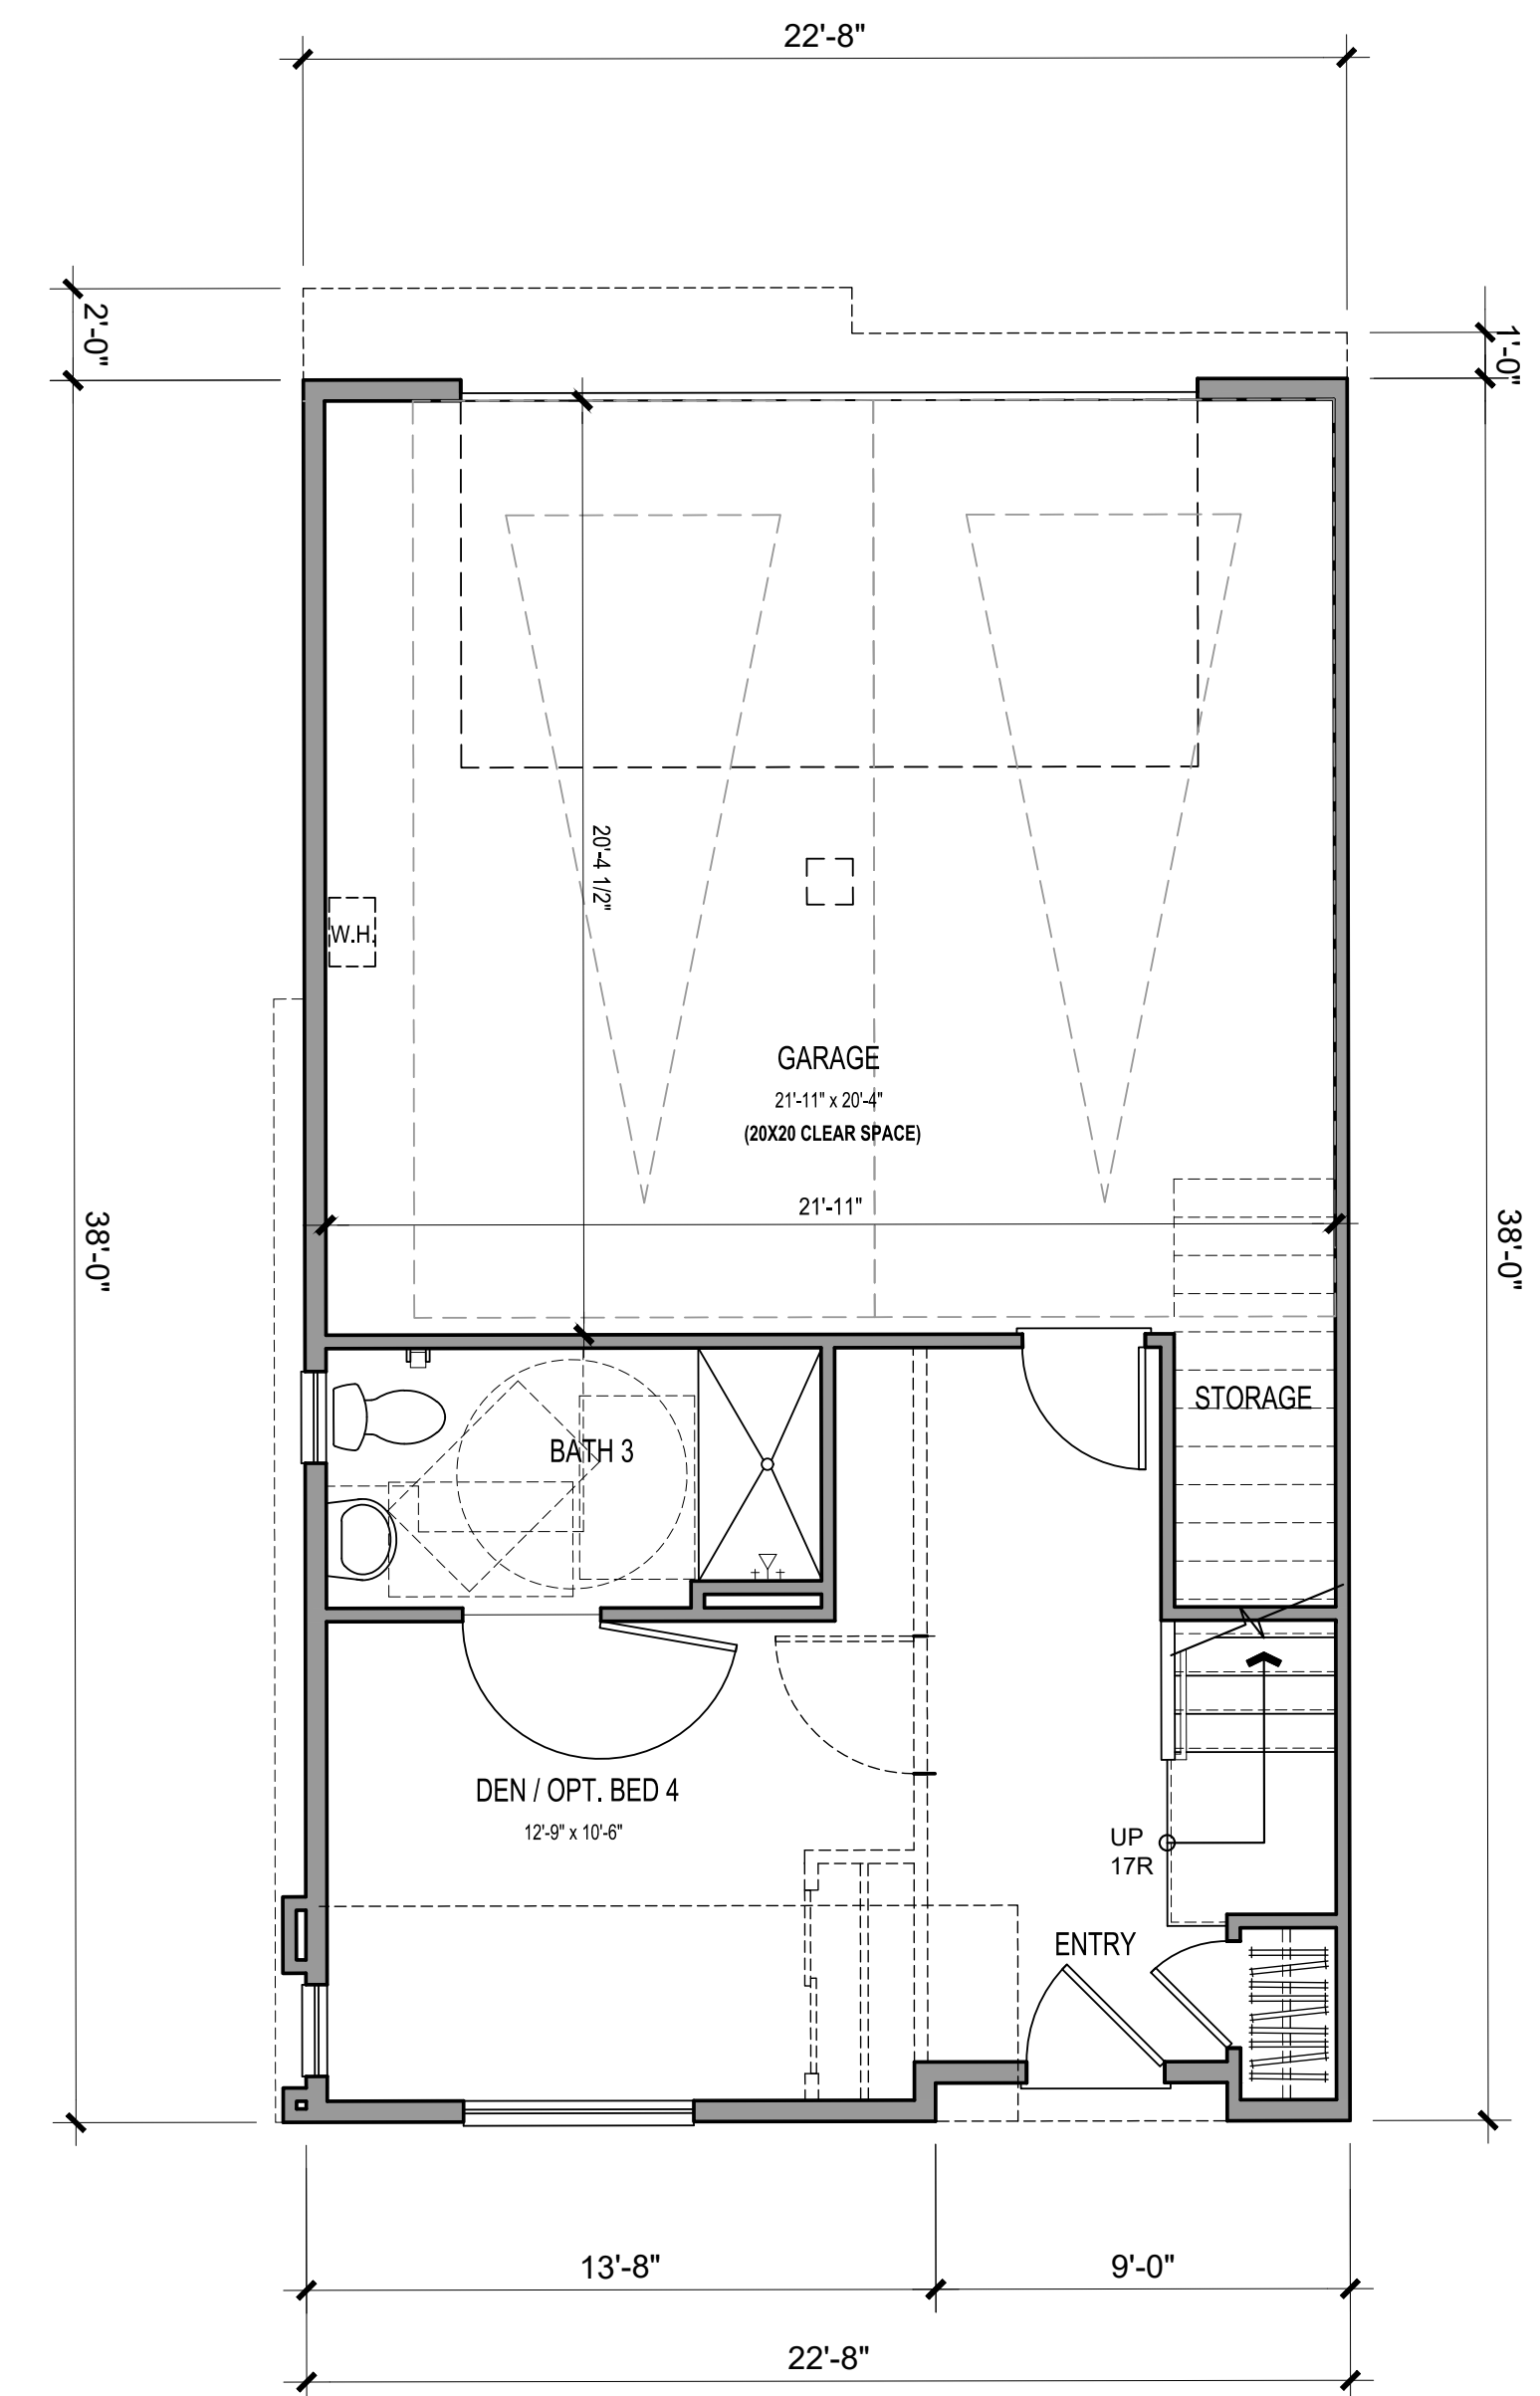 22'-8"
2'-0"
1'-0"
20'-4 1/2"
W.H.
GARAGE
21'-11" x 20'-4"
(20X20 CLEAR SPACE)
21'-11"
38'-0"
38'-0"
STORAGE
BATH 3
DEN / OPT. BED 4
12'-9" x 10'-6"
UP
17R
ENTRY
13'-8"
9'-0"
22'-8"